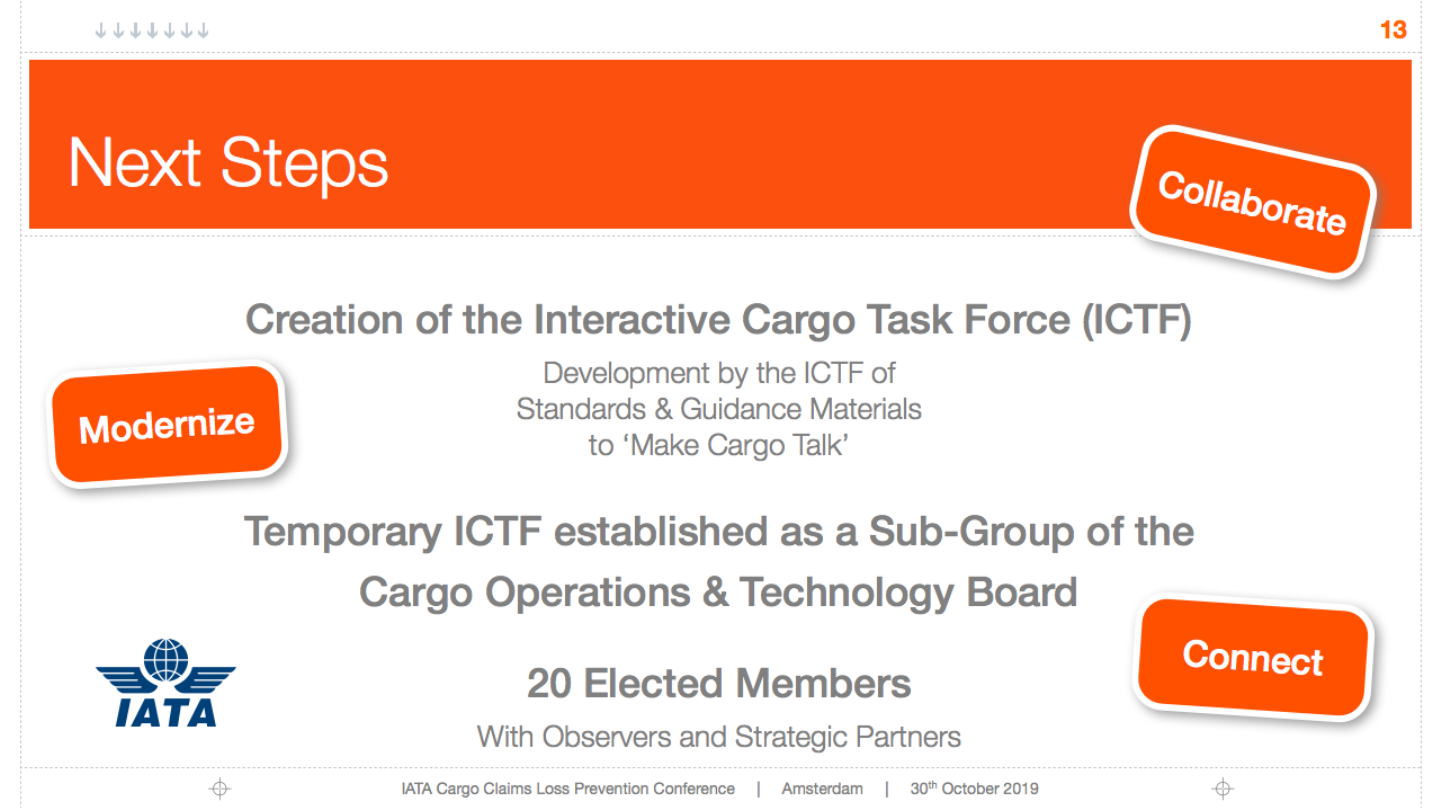 13
Next Steps
Collaborate
Creation of the Interactive Cargo Task Force (ICTF)
Development by the ICTF of
Standards & Guidance Materials
to ‘Make Cargo Talk’
Modernize
Temporary ICTF established as a Sub-Group of the
Cargo Operations & Technology Board
Connect
20 Elected Members
With Observers and Strategic Partners
IATA
IATA Cargo Claims Loss Prevention Conference | Amsterdam | 30th October 2019